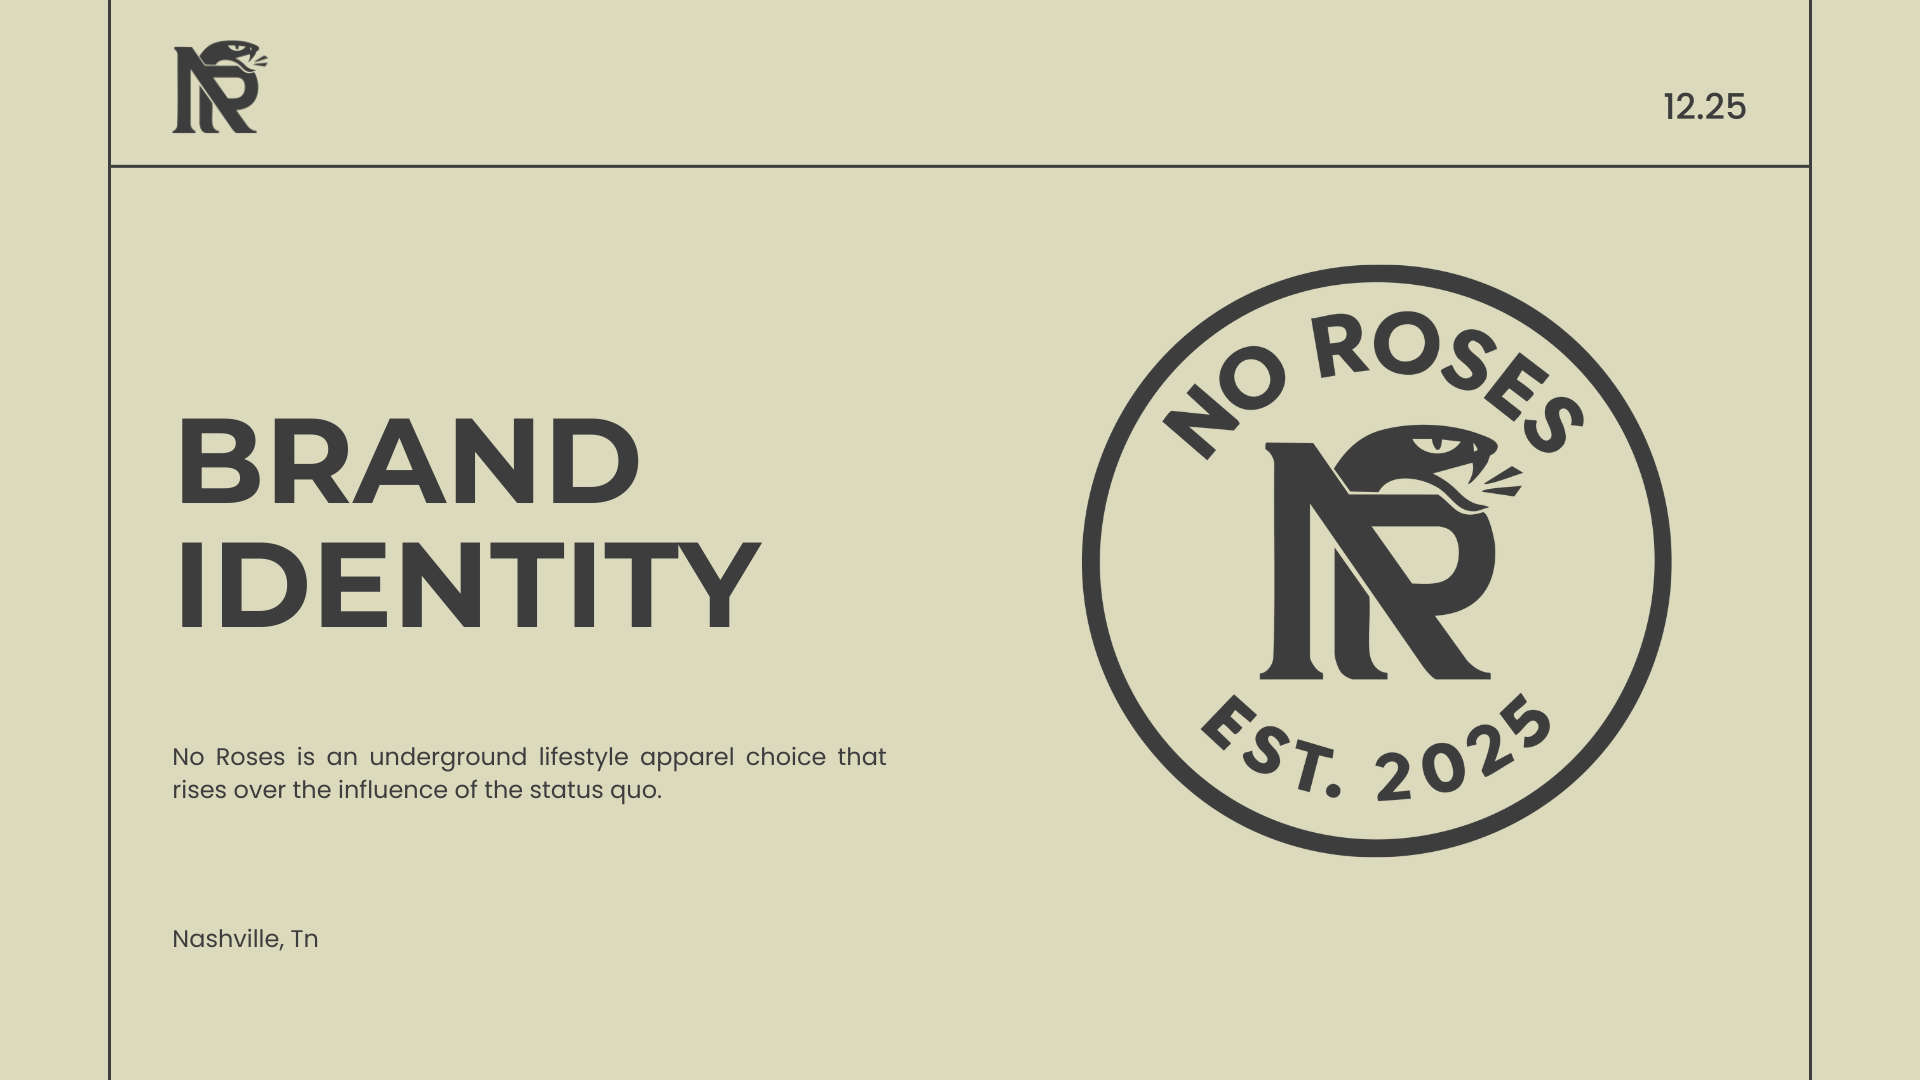 NR
12.25
BRAND
IDENTITY
No Roses is an underground lifestyle apparel choice that
rises over the influence of the status quo.
Nashville, Tn
NO ROSES
NR
EST. 2025